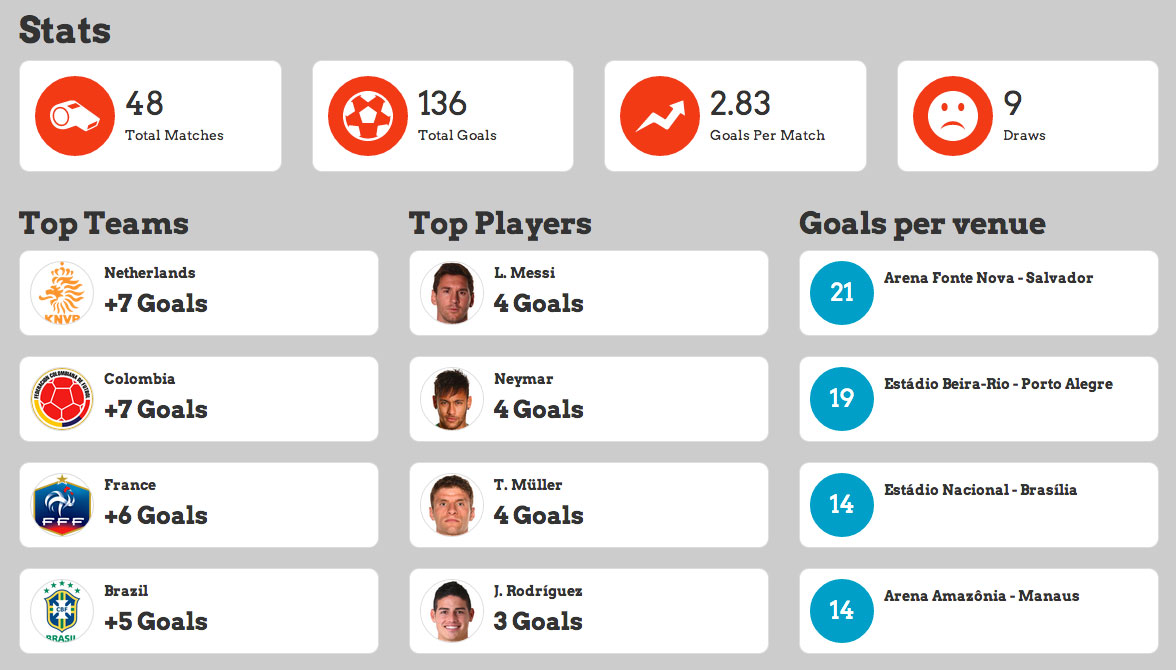 Stats
48
Total Matches
136
Total Goals
2.83
Goals Per Match
9
Draws
Top Teams
KNVB
Netherlands
+7 Goals
FEDERACION COLOMBIANA DE FUTBOL
Colombia
+7 Goals
FFF
France
+6 Goals
CBF
BRASIL
Brazil
+5 Goals
Top Players
L. Messi
4 Goals
Neymar
4 Goals
T. Müller
4 Goals
J. Rodríguez
3 Goals
Goals per venue
21
Arena Fonte Nova - Salvador
19
Estádio Beira-Rio - Porto Alegre
14
Estádio Nacional - Brasília
14
Arena Amazônia - Manaus